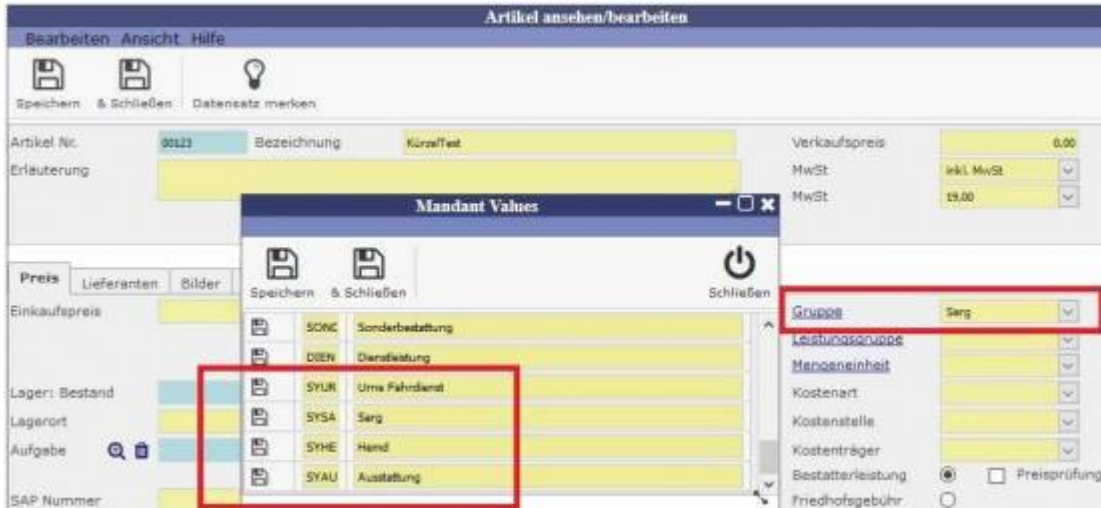 Artikel ansehen/bearbeiten
Bearbeiten Ansicht Hilfe
Speichern & Schließen Datensatz merken
Artikel Nr. 00123 Bezeichnung KürzelTest Verkaufspreis 0,00
Erläuterung MwSt inkl. MwSt
MwSt 19,00
Mandant Values
Speichern & Schließen Schließen
Preis Lieferanten Bilder
Einkaufspreis
Gruppe Sarg
SONC Sonderbestattung
Leistungsgruppe
DIEN Dienstleistung
Mengeneinheit
Lager: Bestand SYUR Urne Fahrdienst Kostenart
Lagerort SYSA Sarg Kostenstelle
Aufgabe SYHE Hemd Kostenträger
SYAU Ausstattung Bestatterleistung Preisprüfung
SAP Nummer Friedhofsgebühr